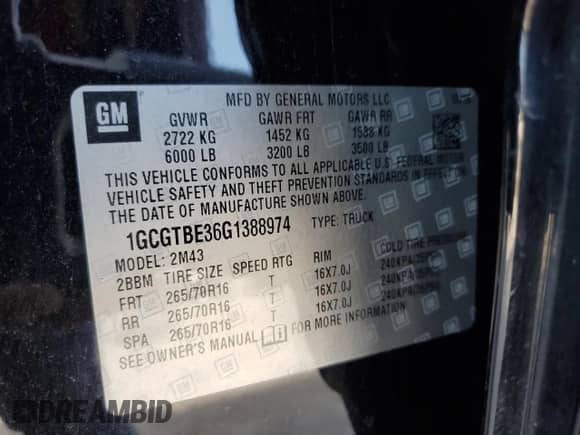 GM
MFD BY GENERAL MOTORS LLC
GVWR GAWR FRT GAWR RR
2722 KG 1452 KG 1588 KG
6000 LB 3200 LB 3500 LB
THIS VEHICLE CONFORMS TO ALL APPLICABLE U.S. FEDERAL MOTOR
VEHICLE SAFETY AND THEFT PREVENTION STANDARDS IN EFFECT ON
THE DATE OF MANUFACTURE SHOWN ABOVE.
1GCGTBE36G1388974 TYPE: TRUCK
MODEL: 2M43
2BBM TIRE SIZE SPEED RTG RIM COLD TIRE PRESSURE
FRT 265/70R16 T 16X7.0J 240KPA
RR 265/70R16 T 16X7.0J 240KPA
SPA 265/70R16 T 16X7.0J 240KPA
SEE OWNER'S MANUAL FOR MORE INFORMATION
DREAMBID